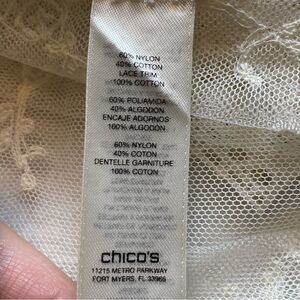 60% NYLON
40% COTTON
LACE TRIM
100% COTTON
60% POLIAMIDA
40% ALGODON
ENCAJE ADORNOS:
100% ALGODON
60% NYLON
40% COTON
DENTELLE GARNITURE
100% COTON
chico's
11215 METRO PARKWAY
FORT MYERS, FL 33966